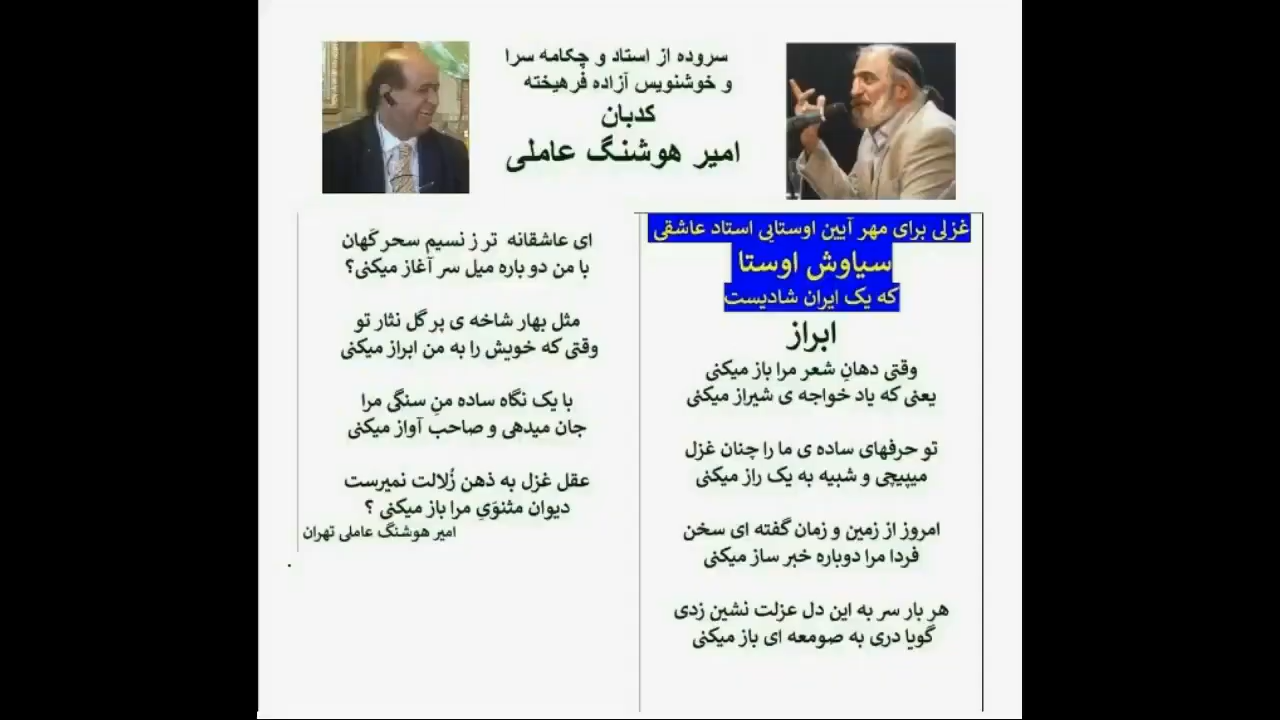 سروده از استاد و چکامه سرا
و خوشنویس آزاده فَرهیخته
کدبان
امیر هوشنگ عاملی
غزلی برای مهر آیین اوستایی استاد عاشقی
سیاوش اوستا
که یک ایران شادیست
ابراز
وقتی دهانِ شعر مرا باز میکنی
یعنی که یاد خواجه ی شیراز میکنی
تو حرفهای ساده ی ما را چنان غزل
میپیچی و شبیه به یک راز میکنی
امروز از زمین و زمان گفته ای سخن
فردا مرا دوباره خبر ساز میکنی
هر بار سر به این دل عزلت نشین زدی
گویا دری به صومعه ای باز میکنی
ای عاشقانه تر ز نسیم سحر کَهان
با من دو باره میل سر آغاز میکنی؟
مثل بهار شاخه ی پر گل نثار تو
وقتی که خویش را به من ابراز میکنی
با یک نگاه ساده منِ سنگی مرا
جان میدهی و صاحب آواز میکنی
عقل غزل به ذهن زُلالت نمیرست
دیوان مثنوَیِ مرا باز میکنی ؟
امیر هوشنگ عاملی تهران
.